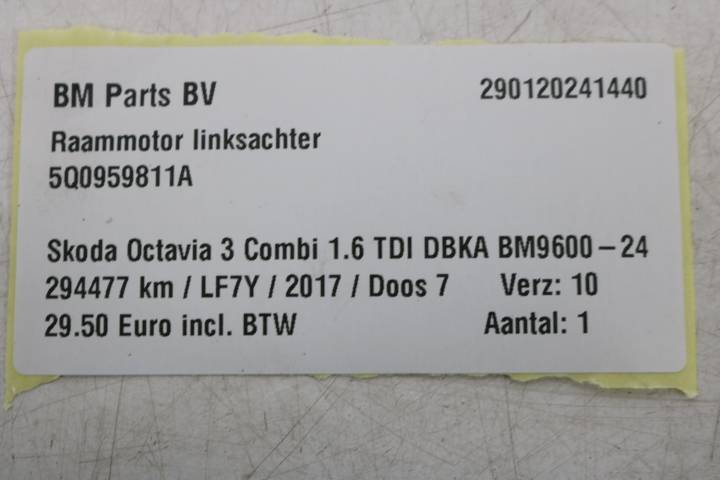 BM Parts BV 290120241440
Raammotor linksachter
5Q0959811A
Skoda Octavia 3 Combi 1.6 TDI DBKA BM9600-24
294477 km / LF7Y / 2017 / Doos 7 Verz: 10
29.50 Euro incl. BTW Aantal: 1